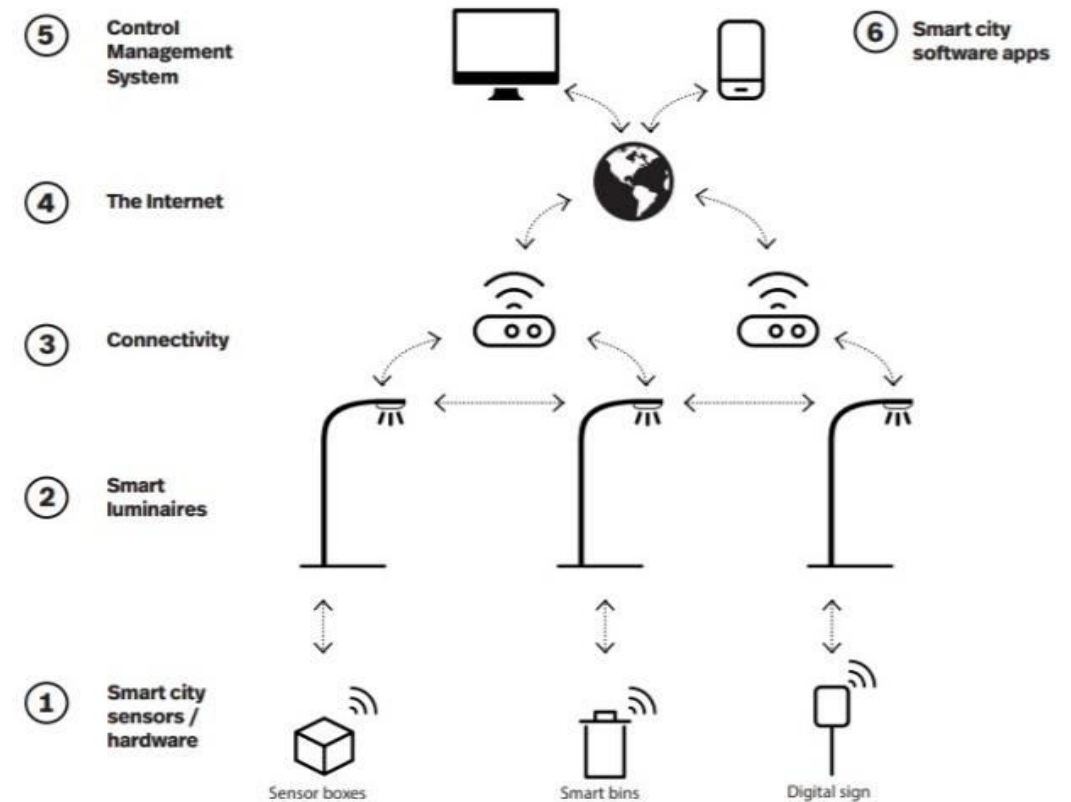 5
Control
Management
System
6
Smart city
software apps
4
The Internet
3
Connectivity
2
Smart
luminaires
1
Smart city
sensors /
hardware
Sensor boxes
Smart bins
Digital sign